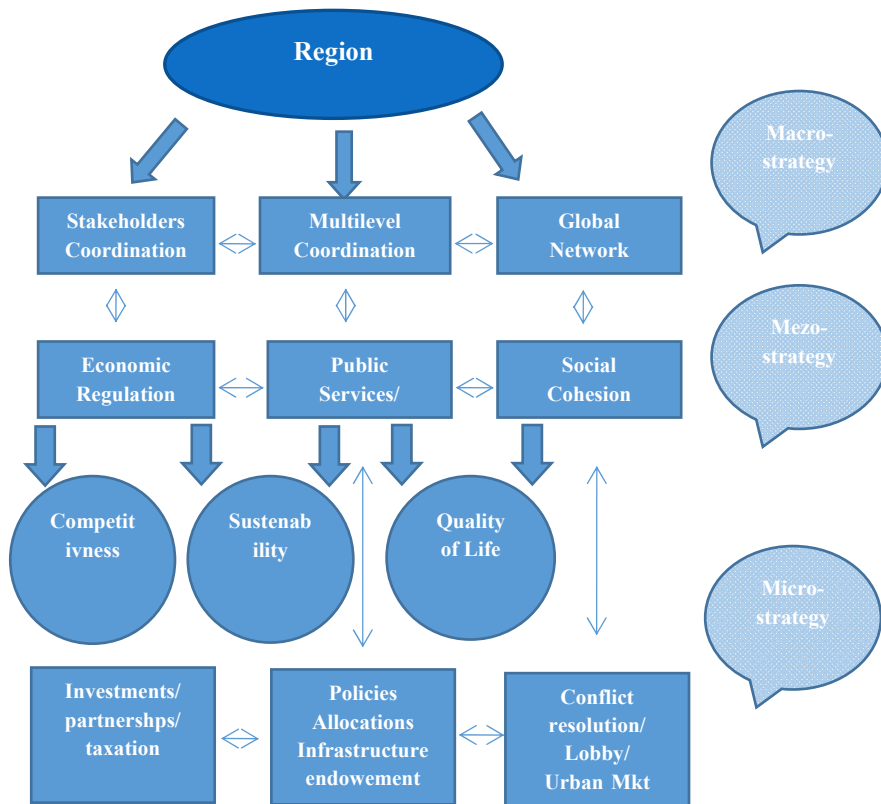 Region
Macro-
strategy
Stakeholders
Coordination
Multilevel
Coordination
Global
Network
Mezo-
strategy
Economic
Regulation
Public
Services/
Social
Cohesion
Competit
ivness
Sustenab
ility
Quality
of Life
Micro-
strategy
Investments/
partnershps/
taxation
Policies
Allocations
Infrastructure
endowement
Conflict
resolution/
Lobby/
Urban Mkt